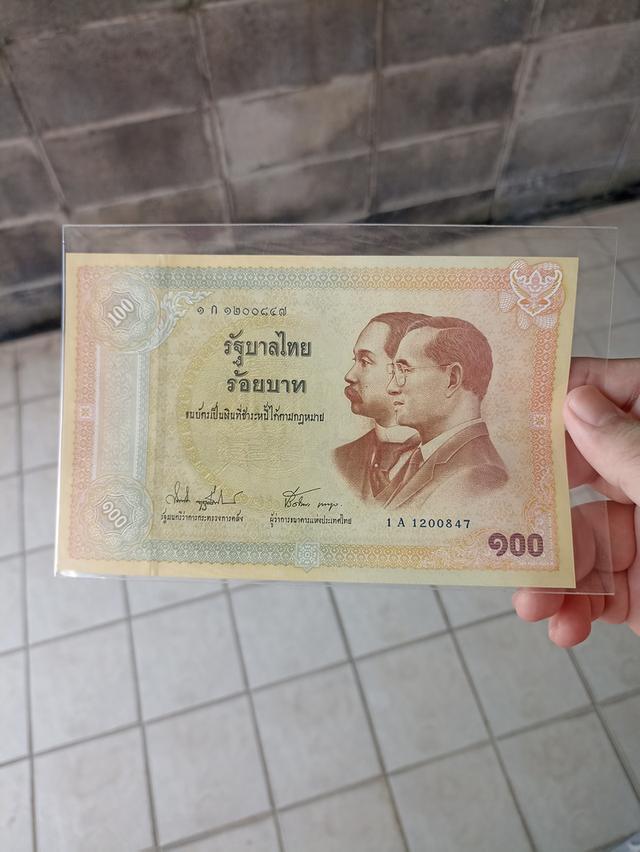 100
๑ ก ๑๒๐๐๘๔๗
รัฐบาลไทย
ร้อยบาท
ธนบัตรเป็นเงินที่ชำระหนี้ได้ตามกฎหมาย
รัฐมนตรีว่าการกระทรวงการคลัง ผู้ว่าการธนาคารแห่งประเทศไทย
1 A 1200847
๑๐๐
๑๐๐